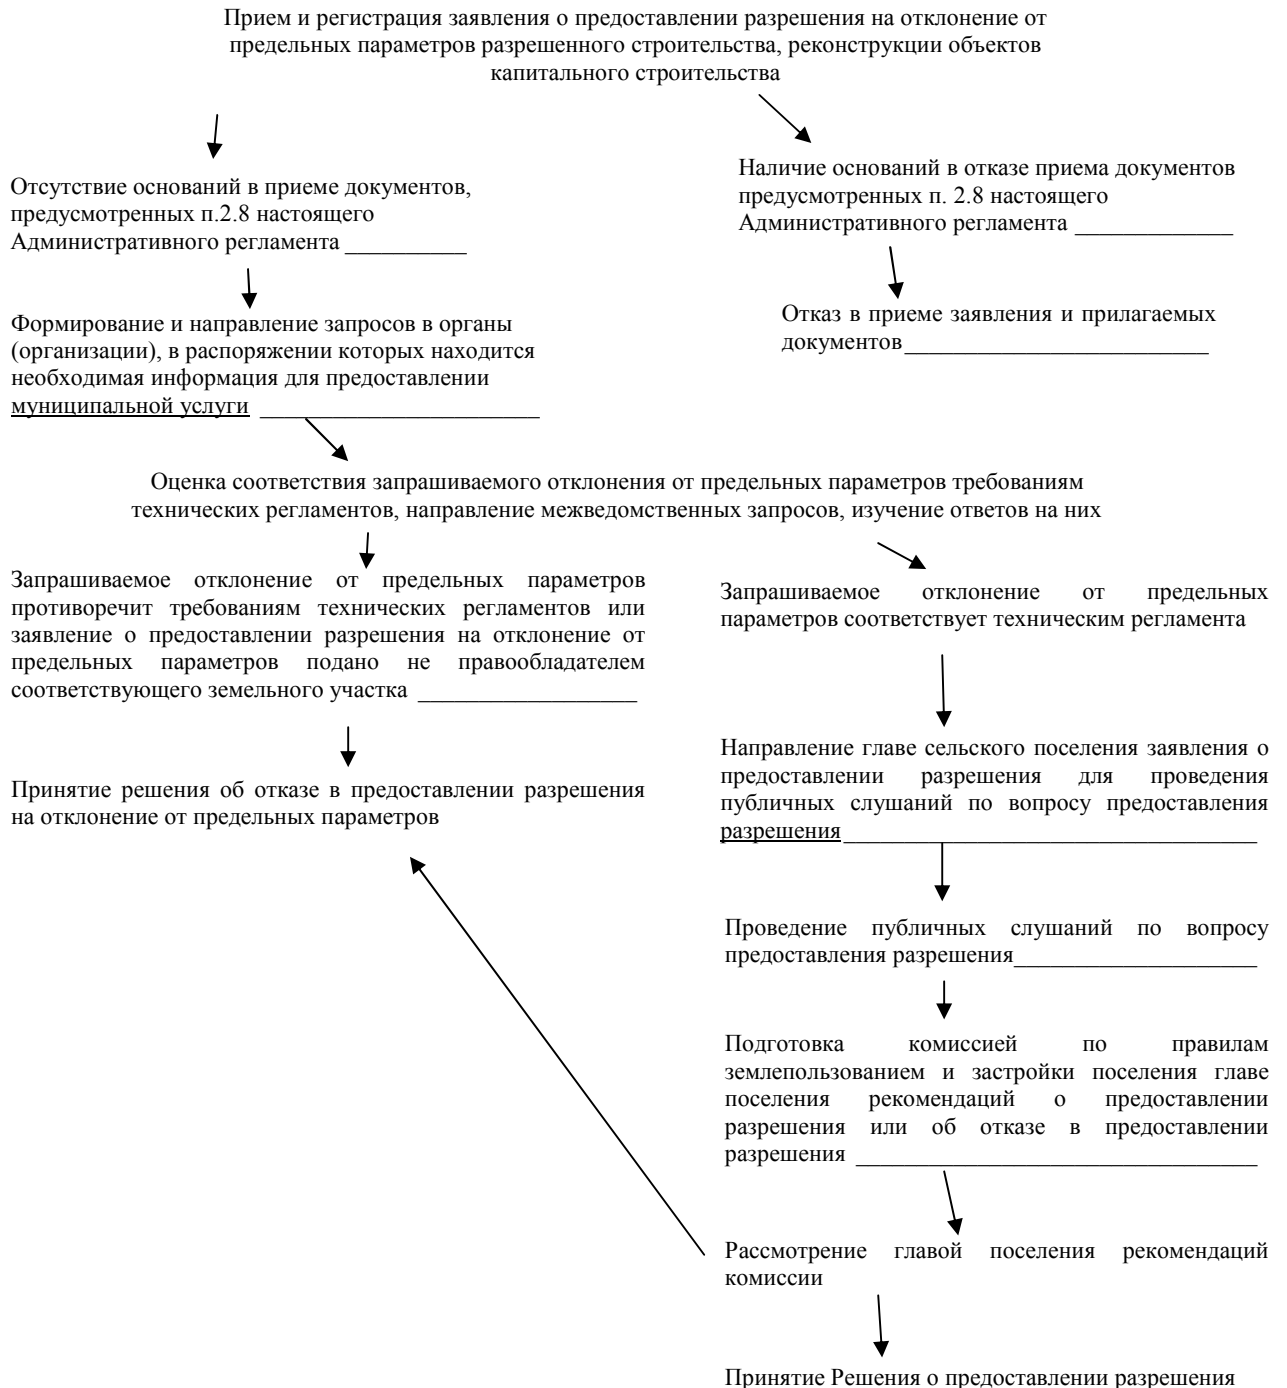 Прием и регистрация заявления о предоставлении разрешения на отклонение от
предельных параметров разрешенного строительства, реконструкции объектов
капитального строительства
Отсутствие оснований в приеме документов,
предусмотренных п.2.8 настоящего
Административного регламента __________
Наличие оснований в отказе приема документов
предусмотренных п. 2.8 настоящего
Административного регламента _____________
Формирование и направление запросов в органы
(организации), в распоряжении которых находится
необходимая информация для предоставлении
муниципальной услуги _______________________
Отказ в приеме заявления и прилагаемых
документов_________________________
Оценка соответствия запрашиваемого отклонения от предельных параметров требованиям
технических регламентов, направление межведомственных запросов, изучение ответов на них
Запрашиваемое отклонение от предельных параметров
противоречит требованиям технических регламентов или
заявление о предоставлении разрешения на отклонение от
предельных параметров подано не правообладателем
соответствующего земельного участка __________________
Принятие решения об отказе в предоставлении разрешения
на отклонение от предельных параметров
Запрашиваемое отклонение от предельных
параметров соответствует техническим регламента
Направление главе сельского поселения заявления о
предоставлении разрешения для проведения
публичных слушаний по вопросу предоставления
разрешения__________________________________
Проведение публичных слушаний по вопросу
предоставления разрешения____________________
Подготовка комиссией по правилам
землепользованием и застройки поселения главе
поселения рекомендаций о предоставлении
разрешения или об отказе в предоставлении
разрешения _________________________________
Рассмотрение главой поселения рекомендаций
комиссии
Принятие Решения о предоставлении разрешения